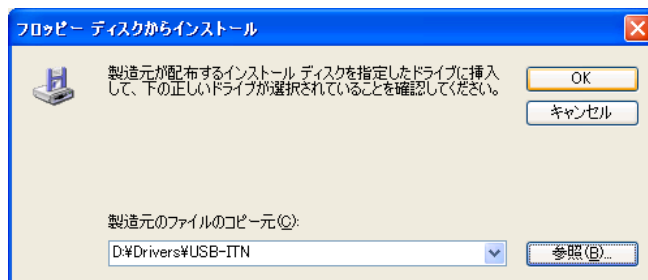 フロッピー ディスクからインストール
製造元が配布するインストール ディスクを指定したドライブに挿入
して、下の正しいドライブが選択されていることを確認してください。
OK
キャンセル
製造元のファイルのコピー元(C):
D:¥Drivers¥USB-ITN
参照(B)...